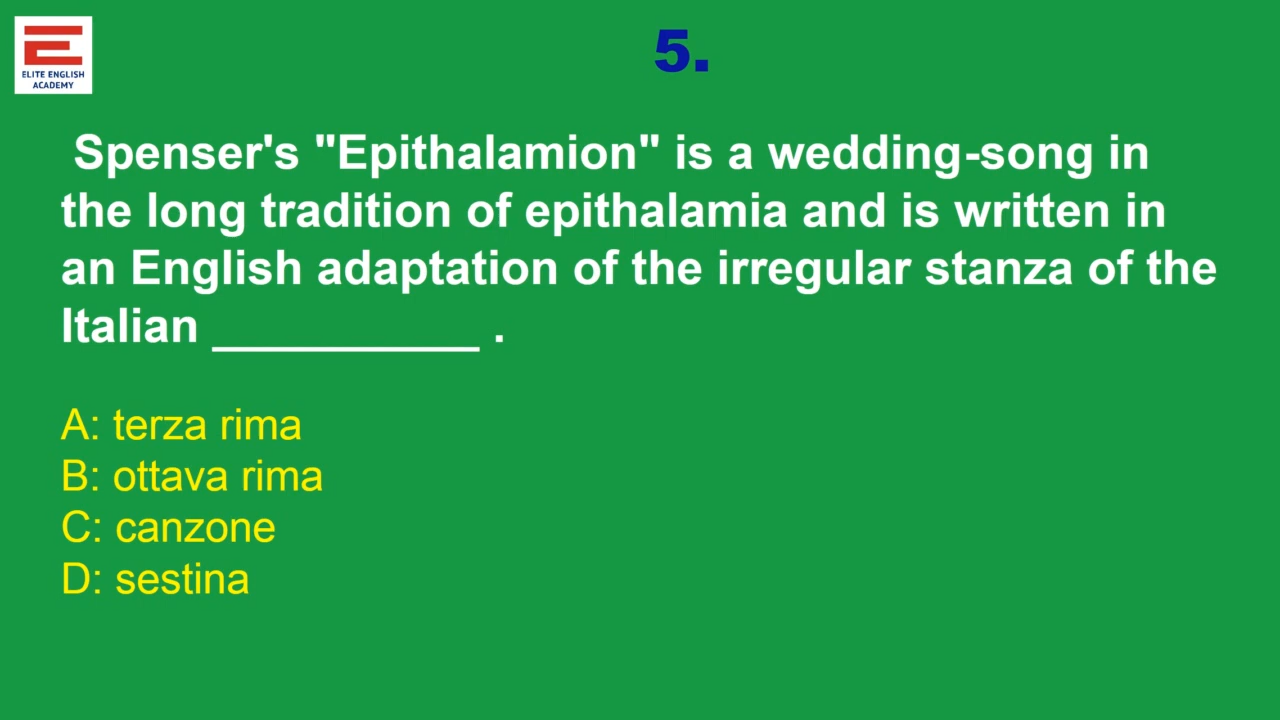 ELITE ENGLISH
ACADEMY
5.
Spenser's "Epithalamion" is a wedding-song in
the long tradition of epithalamia and is written in
an English adaptation of the irregular stanza of the
Italian __________ .
A: terza rima
B: ottava rima
C: canzone
D: sestina